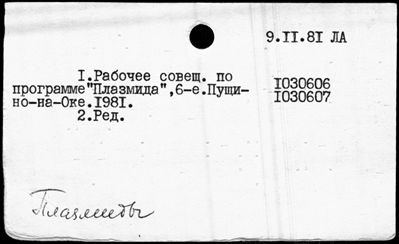 9.II.8I ЛА
I.Рабочее совещ. по
программе"Плазмида",6-е.Пущи-
но-на-Оке.I98I.
2.Ред.
I030606
I030607
Плазмиды